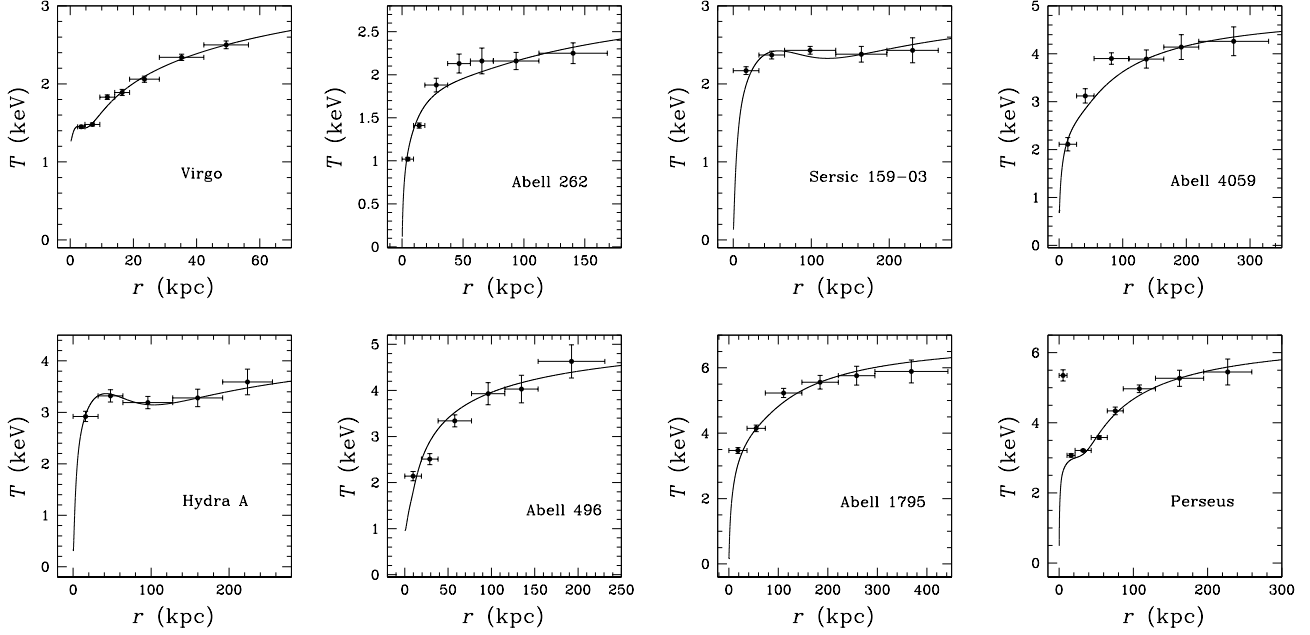 3
2
1
0
T (keV)
Virgo
0 20 40 60
r (kpc)
2.5
2
1.5
1
0.5
0
T (keV)
Abell 262
0 50 100 150
r (kpc)
3
2
1
0
T (keV)
Sersic 159-03
0 100 200
r (kpc)
5
4
3
2
1
0
T (keV)
Abell 4059
0 100 200 300
r (kpc)
4
3
2
1
0
T (keV)
Hydra A
0 100 200
r (kpc)
5
4
3
2
1
0
T (keV)
Abell 496
0 50 100 150 200 250
r (kpc)
6
4
2
0
T (keV)
Abell 1795
0 100 200 300 400
r (kpc)
6
4
2
0
T (keV)
Perseus
0 100 200 300
r (kpc)